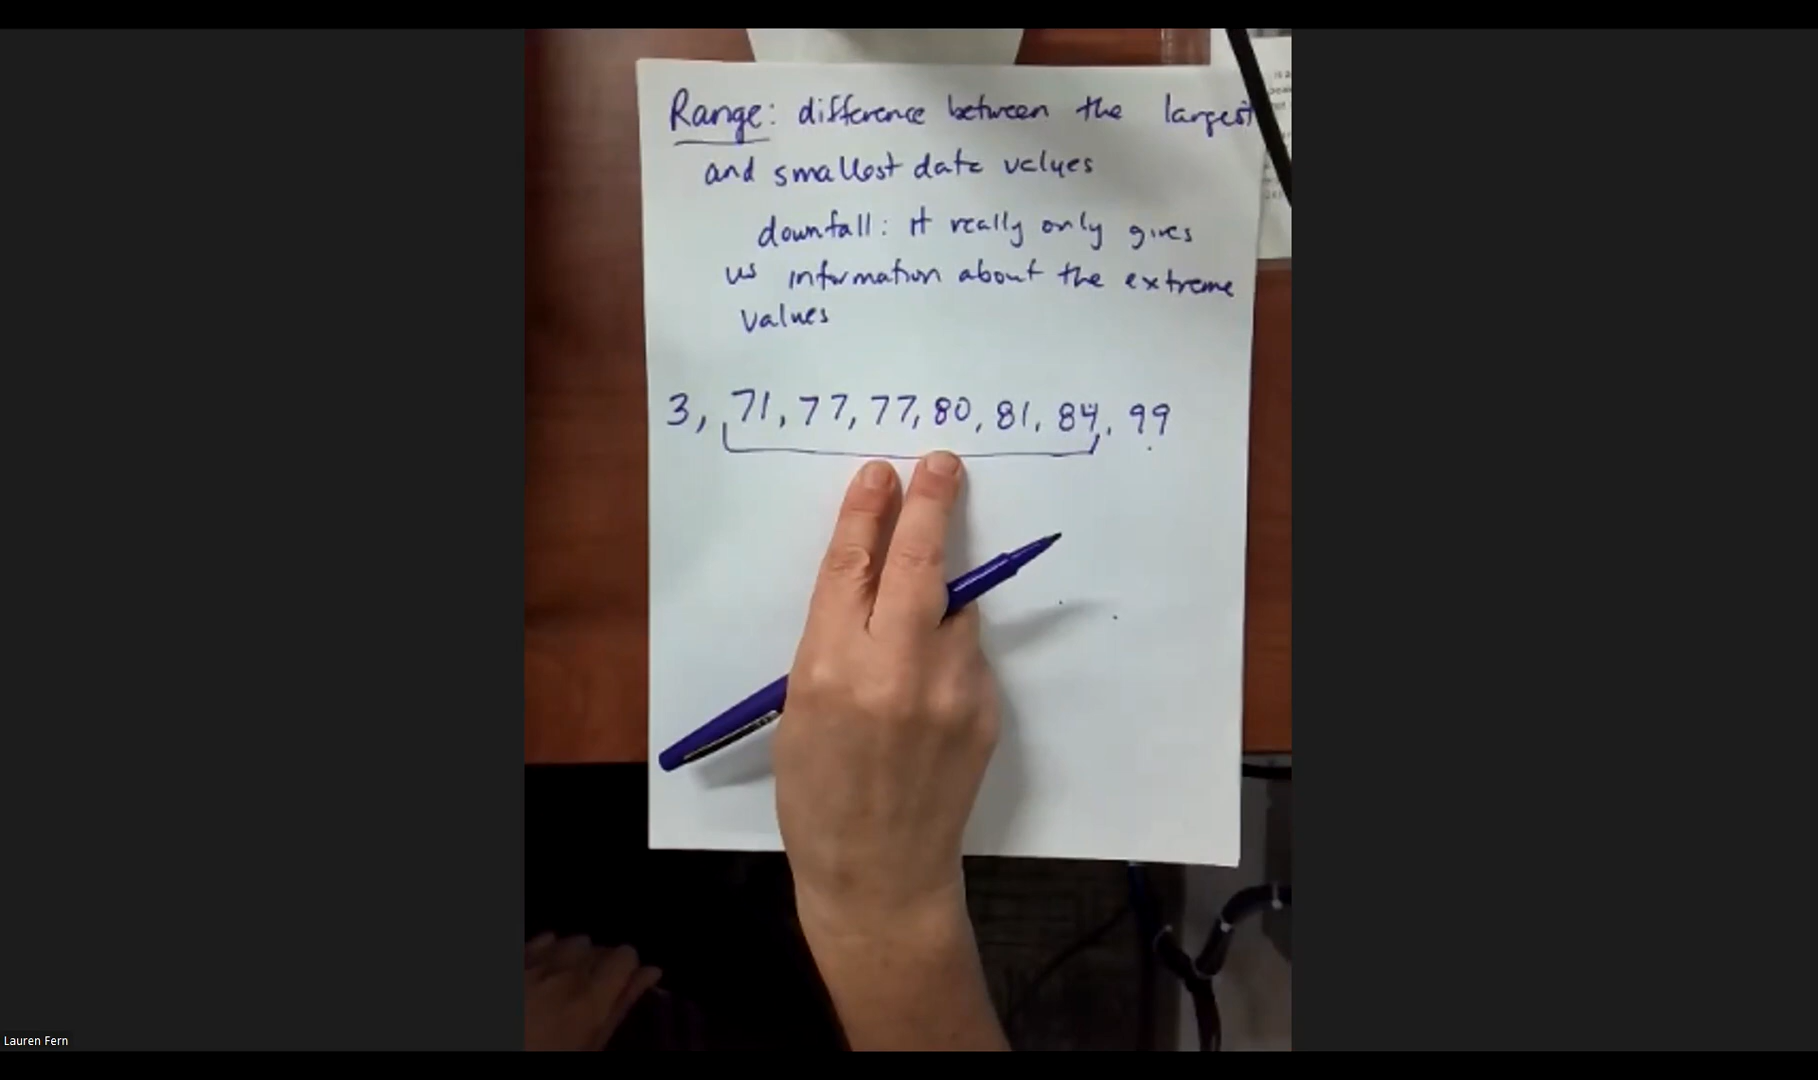 Range: difference between the largest
and smallest data values
downfall: it really only gives
us information about the extreme
values
3, 71, 77, 77, 80, 81, 84, 99
Lauren Fern